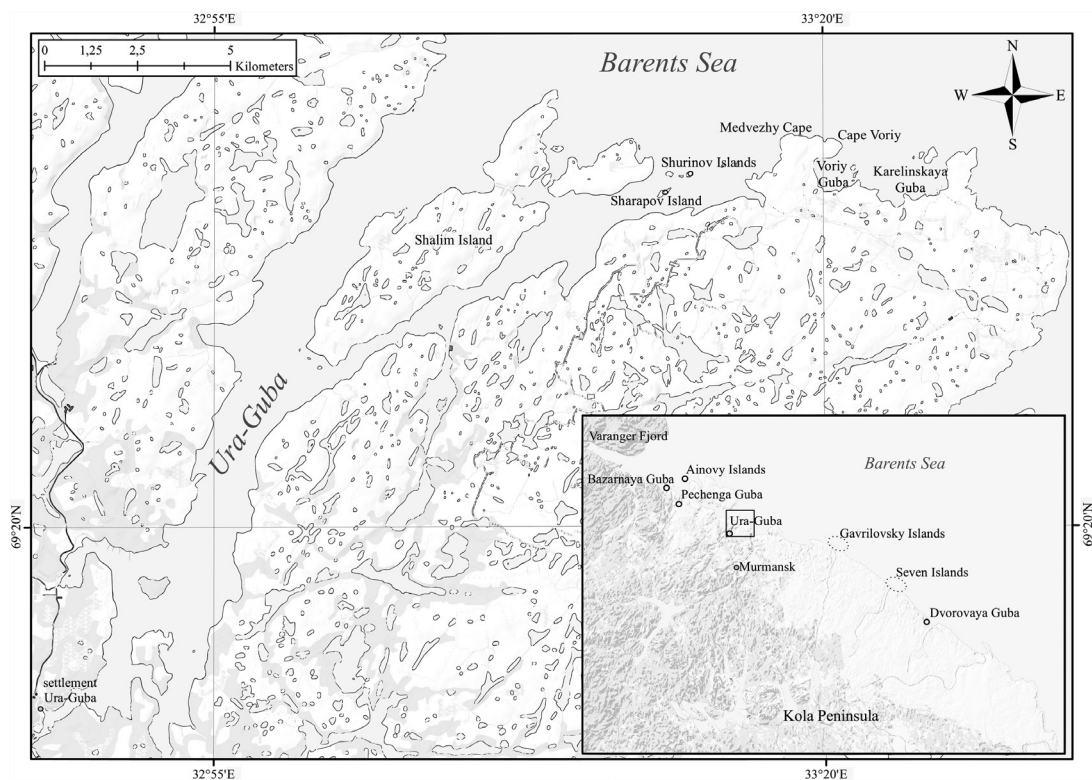 32°55'E
33°20'E
0 1,25 2,5 5
Kilometers
Barents Sea
N
W E
S
Medvezhy Cape
Cape Voriy
Shurinov Islands
Voriy
Guba
Karelinskaya
Guba
Sharapov Island
Shalim Island
Ura-Guba
69°20'N
69°20'N
settlement
Ura-Guba
Varanger Fjord
Barents Sea
Ainovy Islands
Bazarnaya Guba
Pechenga Guba
Ura-Guba
Gavrilovsky Islands
Murmansk
Seven Islands
Dvorovaya Guba
Kola Peninsula
32°55'E
33°20'E